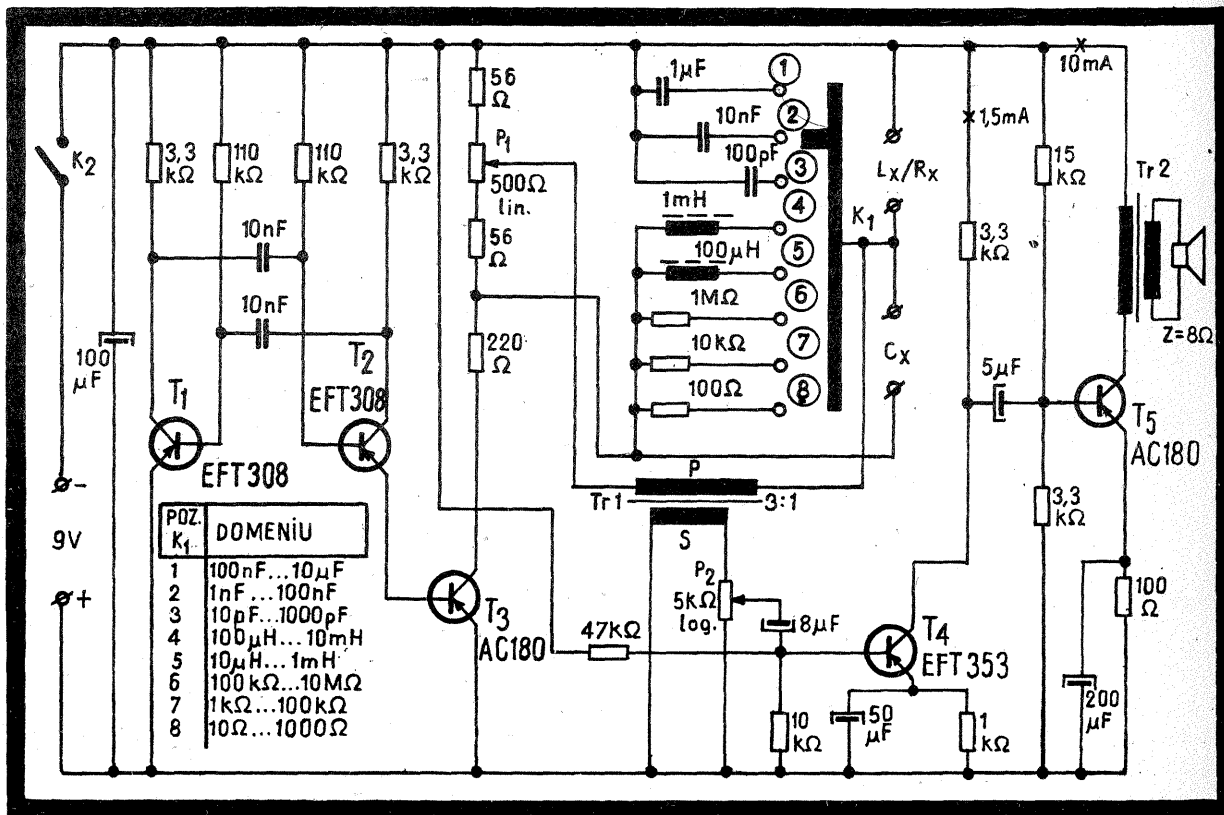 K2
9V
-
+
100
µF
3,3
kΩ
110
kΩ
110
kΩ
3,3
kΩ
10nF
10nF
T1
EFT308
T2
EFT308
56
Ω
P1
500Ω
lin.
56
Ω
220
Ω
T3
AC180
1µF
10nF
100pF
1mH
100µH
1MΩ
10kΩ
100Ω
1
2
3
4
5
6
7
8
K1
Lx/Rx
Cx
P
Tr1
3:1
S
P2
5kΩ
log.
8µF
47kΩ
10
kΩ
50
µF
1
kΩ
T4
EFT353
1,5mA
3,3
kΩ
5µF
15
kΩ
3,3
kΩ
10mA
Tr2
Z=8Ω
T5
AC180
100
Ω
200
µF
POZ. K1 DOMENiU
1 100nF...10µF
2 1nF...100nF
3 10pF...1000pF
4 100µH...10mH
5 10µH...1mH
6 100kΩ...10MΩ
7 1kΩ...100kΩ
8 10Ω...1000Ω